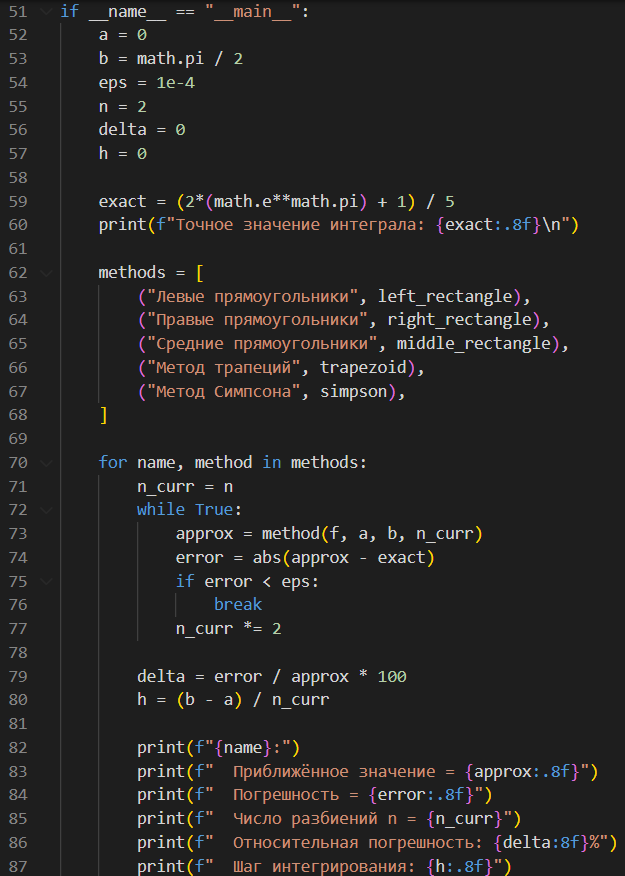 51 if __name__ == "__main__":
52     a = 0
53     b = math.pi / 2
54     eps = 1e-4
55     n = 2
56     delta = 0
57     h = 0
58
59     exact = (2*(math.e**math.pi) + 1) / 5
60     print(f"Точное значение интеграла: {exact:.8f}\n")
61
62     methods = [
63         ("Левые прямоугольники", left_rectangle),
64         ("Правые прямоугольники", right_rectangle),
65         ("Средние прямоугольники", middle_rectangle),
66         ("Метод трапеций", trapezoid),
67         ("Метод Симпсона", simpson),
68     ]
69
70     for name, method in methods:
71         n_curr = n
72         while True:
73             approx = method(f, a, b, n_curr)
74             error = abs(approx - exact)
75             if error < eps:
76                 break
77             n_curr *= 2
78
79         delta = error / approx * 100
80         h = (b - a) / n_curr
81
82         print(f"{name}:")
83         print(f"  Приближённое значение = {approx:.8f}")
84         print(f"  Погрешность = {error:.8f}")
85         print(f"  Число разбиений n = {n_curr}")
86         print(f"  Относительная погрешность: {delta:8f}%")
87         print(f"  Шаг интегрирования: {h:.8f}")